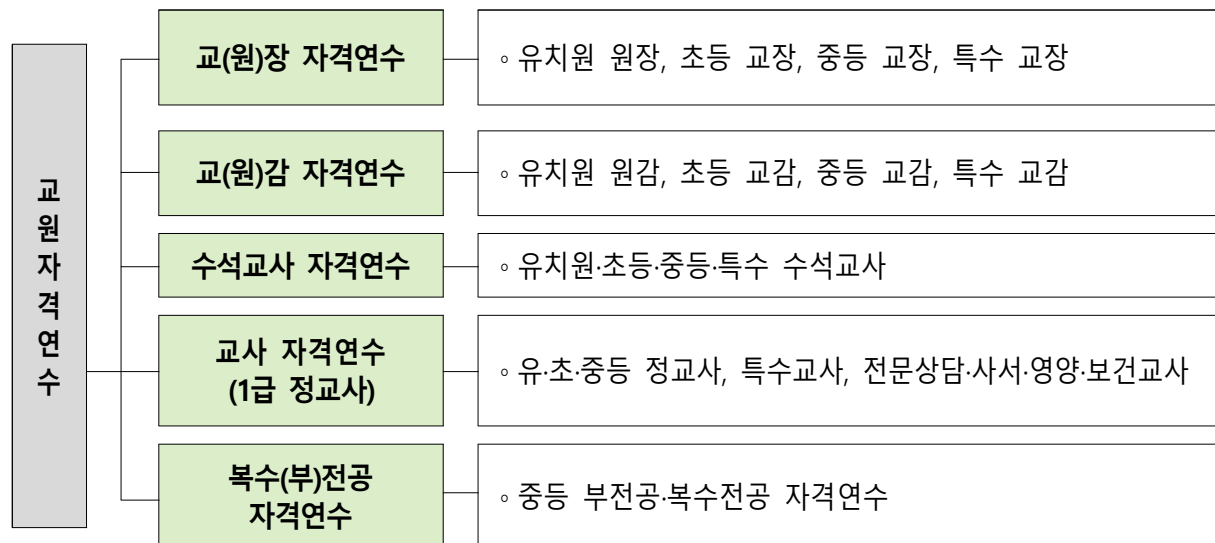 교원자격연수
교(원)장 자격연수
◦ 유치원 원장, 초등 교장, 중등 교장, 특수 교장
교(원)감 자격연수
◦ 유치원 원감, 초등 교감, 중등 교감, 특수 교감
수석교사 자격연수
◦ 유치원·초등·중등·특수 수석교사
교사 자격연수
(1급 정교사)
◦ 유·초·중등 정교사, 특수교사, 전문상담·사서·영양·보건교사
복수(부)전공
자격연수
◦ 중등 부전공·복수전공 자격연수